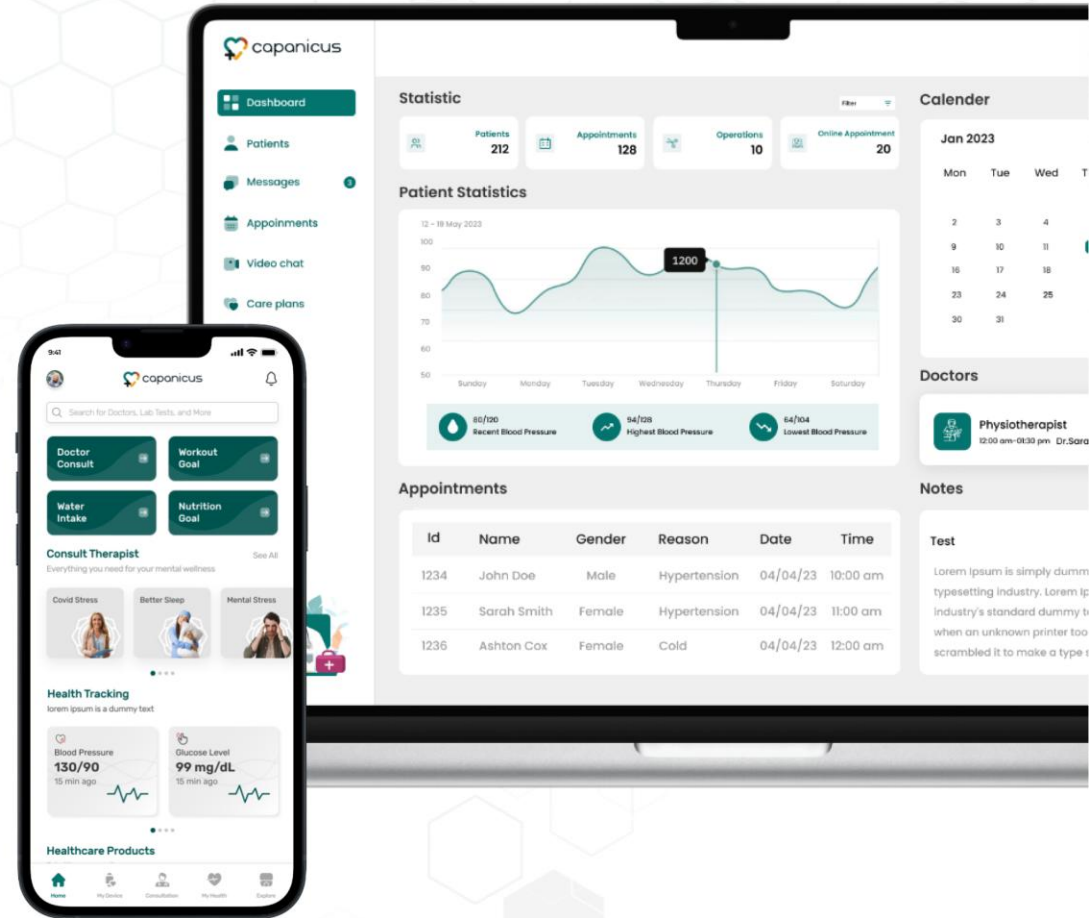 capanicus
Dashboard
Patients
Messages 3
Appoinments
Video chat
Care plans
Statistic
Filter
Patients
212
Appointments
128
Operations
10
Online Appointment
20
Patient Statistics
12 – 18 May 2023
100
90
80
70
60
50
1200
Sunday Monday Tuesday Wednesday Thursday Friday Saturday
80/120
Recent Blood Pressure
94/128
Highest Blood Pressure
64/104
Lowest Blood Pressure
Appointments
Id Name Gender Reason Date Time
1234 John Doe Male Hypertension 04/04/23 10:00 am
1235 Sarah Smith Female Hypertension 04/04/23 11:00 am
1236 Ashton Cox Female Cold 04/04/23 12:00 am
Calender
Jan 2023
Mon Tue Wed T
2 3 4
9 10 11
16 17 18
23 24 25
30 31
Doctors
Physiotherapist
12:00 am-01:30 pm Dr.Sara
Notes
Test
Lorem Ipsum is simply dumm
typesetting industry. Lorem Ip
industry's standard dummy t
when an unknown printer too
scrambled it to make a type s
9:41
capanicus
Search for Doctors, Lab Tests, and More
Doctor
Consult
Workout
Goal
Water
Intake
Nutrition
Goal
Consult Therapist See All
Everything you need for your mental wellness
Covid Stress Better Sleep Mental Stress
Health Tracking
lorem ipsum is a dummy text
Blood Pressure
130/90
15 min ago
Glucose Level
99 mg/dL
15 min ago
Healthcare Products
Home My Device Consultation My Health Explore